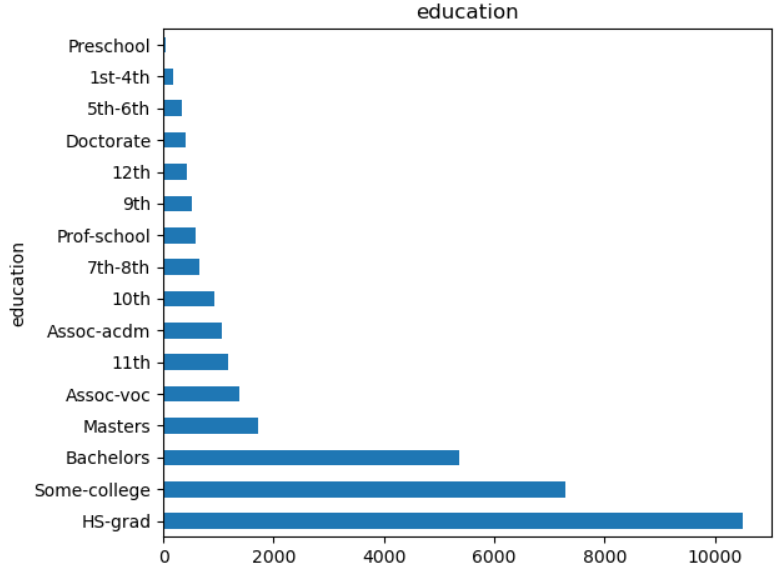 education
Preschool
1st-4th
5th-6th
Doctorate
12th
9th
Prof-school
7th-8th
10th
Assoc-acdm
11th
Assoc-voc
Masters
Bachelors
Some-college
HS-grad
education
0 2000 4000 6000 8000 10000